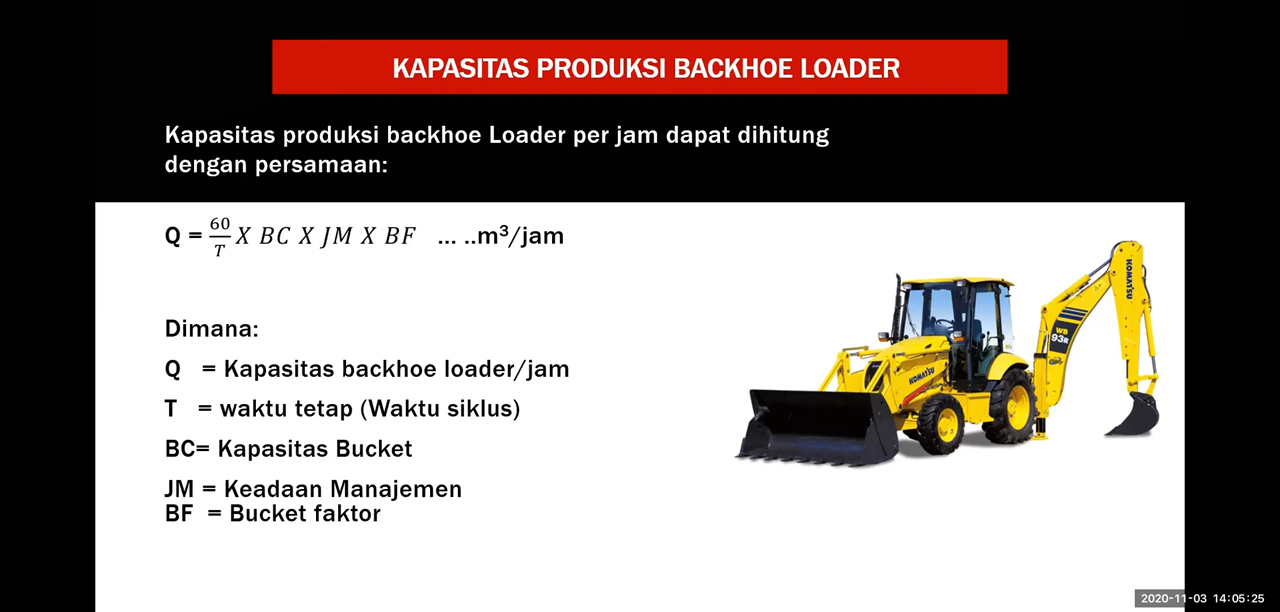 KAPASITAS PRODUKSI BACKHOE LOADER
Kapasitas produksi backhoe Loader per jam dapat dihitung
dengan persamaan:
Q = 60/T X BC X JM X BF ... ..m³/jam
Dimana:
Q = Kapasitas backhoe loader/jam
T = waktu tetap (Waktu siklus)
BC= Kapasitas Bucket
JM = Keadaan Manajemen
BF = Bucket faktor
KOMATSU
WB
93R
KOMATSU
2020-11-03 14:05:25